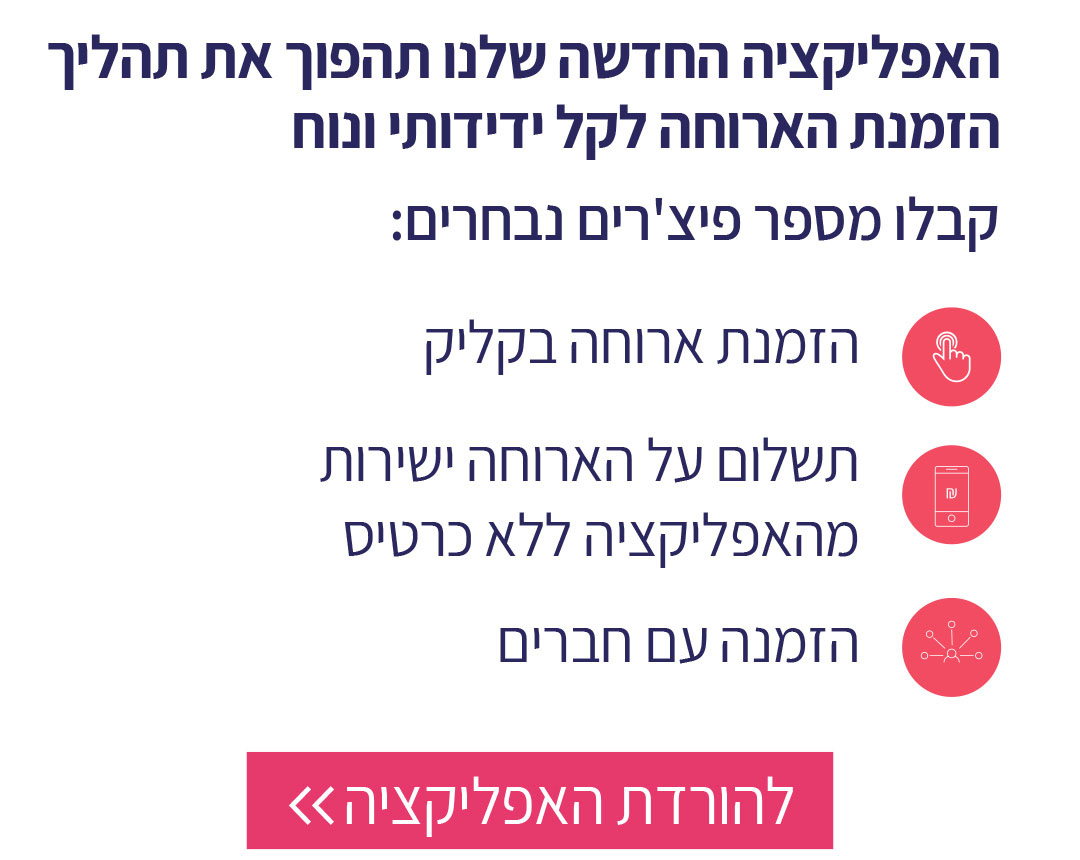 האפליקציה החדשה שלנו תהפוך את תהליך
הזמנת הארוחה לקל ידידותי ונוח
קבלו מספר פיצ'רים נבחרים:
הזמנת ארוחה בקליק
₪
תשלום על הארוחה ישירות
מהאפליקציה ללא כרטיס
הזמנה עם חברים
להורדת האפליקציה>>